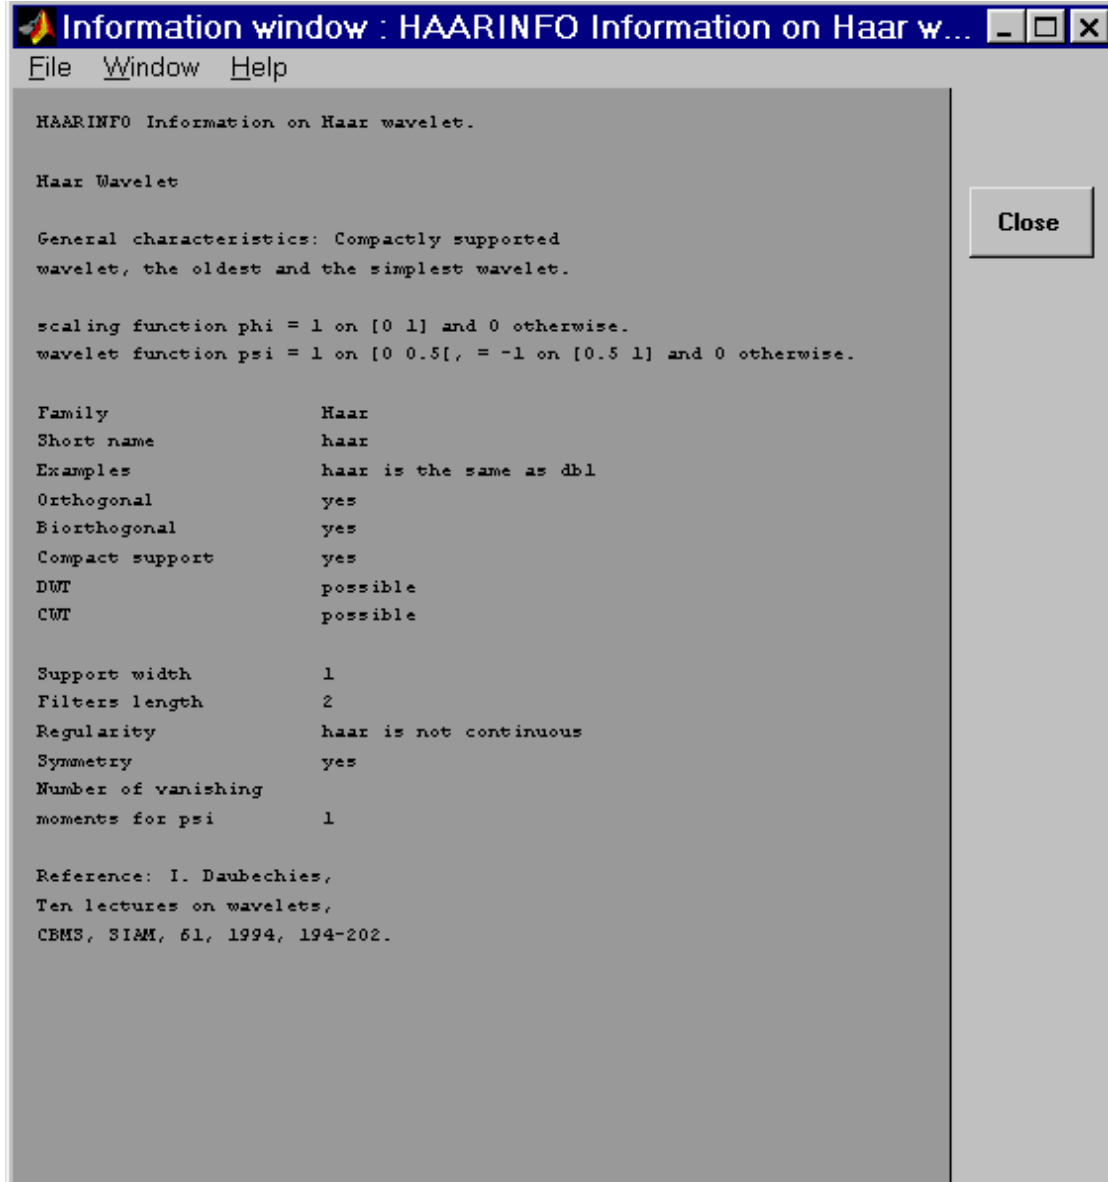 Information window : HAARINFO Information on Haar w...
File Window Help
HAARINFO Information on Haar wavelet.
Haar Wavelet
Close
General characteristics: Compactly supported
wavelet, the oldest and the simplest wavelet.
scaling function phi = 1 on [0 1] and 0 otherwise.
wavelet function psi = 1 on [0 0.5[, = -1 on [0.5 1] and 0 otherwise.
Family Haar
Short name haar
Examples haar is the same as db1
Orthogonal yes
Biorthogonal yes
Compact support yes
DWT possible
CWT possible
Support width 1
Filters length 2
Regularity haar is not continuous
Symmetry yes
Number of vanishing
moments for psi 1
Reference: I. Daubechies,
Ten lectures on wavelets,
CBMS, SIAM, 61, 1994, 194-202.